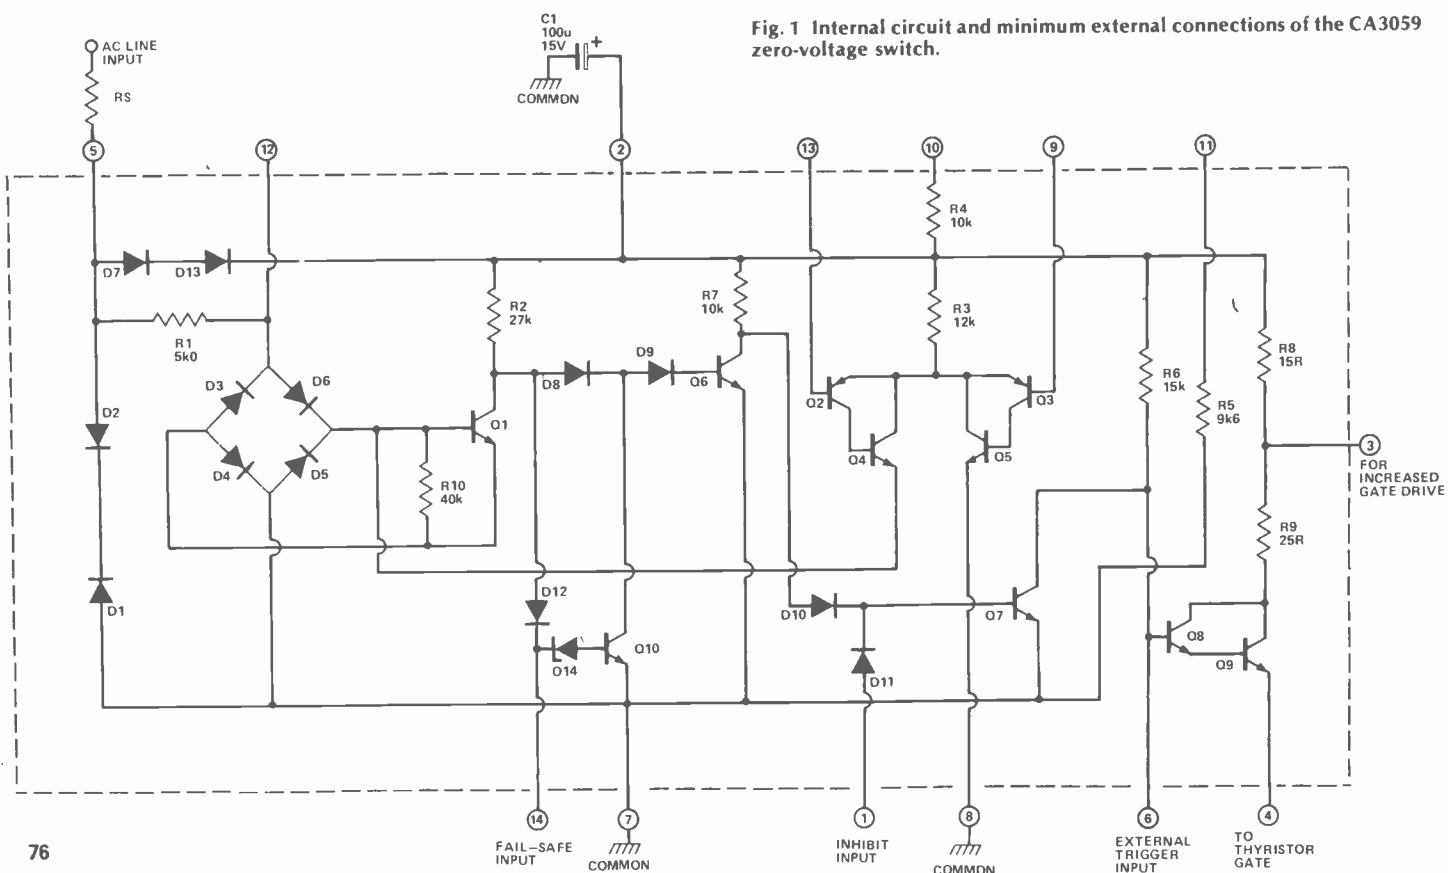 Fig. 1 Internal circuit and minimum external connections of the CA3059
zero-voltage switch.
AC LINE
INPUT
RS
C1
100u
15V
+
COMMON
5
12
2
13
10
9
11
R4
10k
D7
D13
R2
27k
R7
10k
R3
12k
R1
5k0
R8
15R
D3
D6
D8
D9
Q6
Q2
Q3
R6
15k
R5
9k6
D2
Q1
D4
D5
Q4
Q5
3
FOR
INCREASED
GATE DRIVE
R10
40k
R9
25R
D1
D12
D10
Q7
D14
Q10
D11
Q8
Q9
14
7
1
8
6
4
FAIL-SAFE
INPUT
COMMON
INHIBIT
INPUT
COMMON
EXTERNAL
TRIGGER
INPUT
TO
THYRISTOR
GATE
76